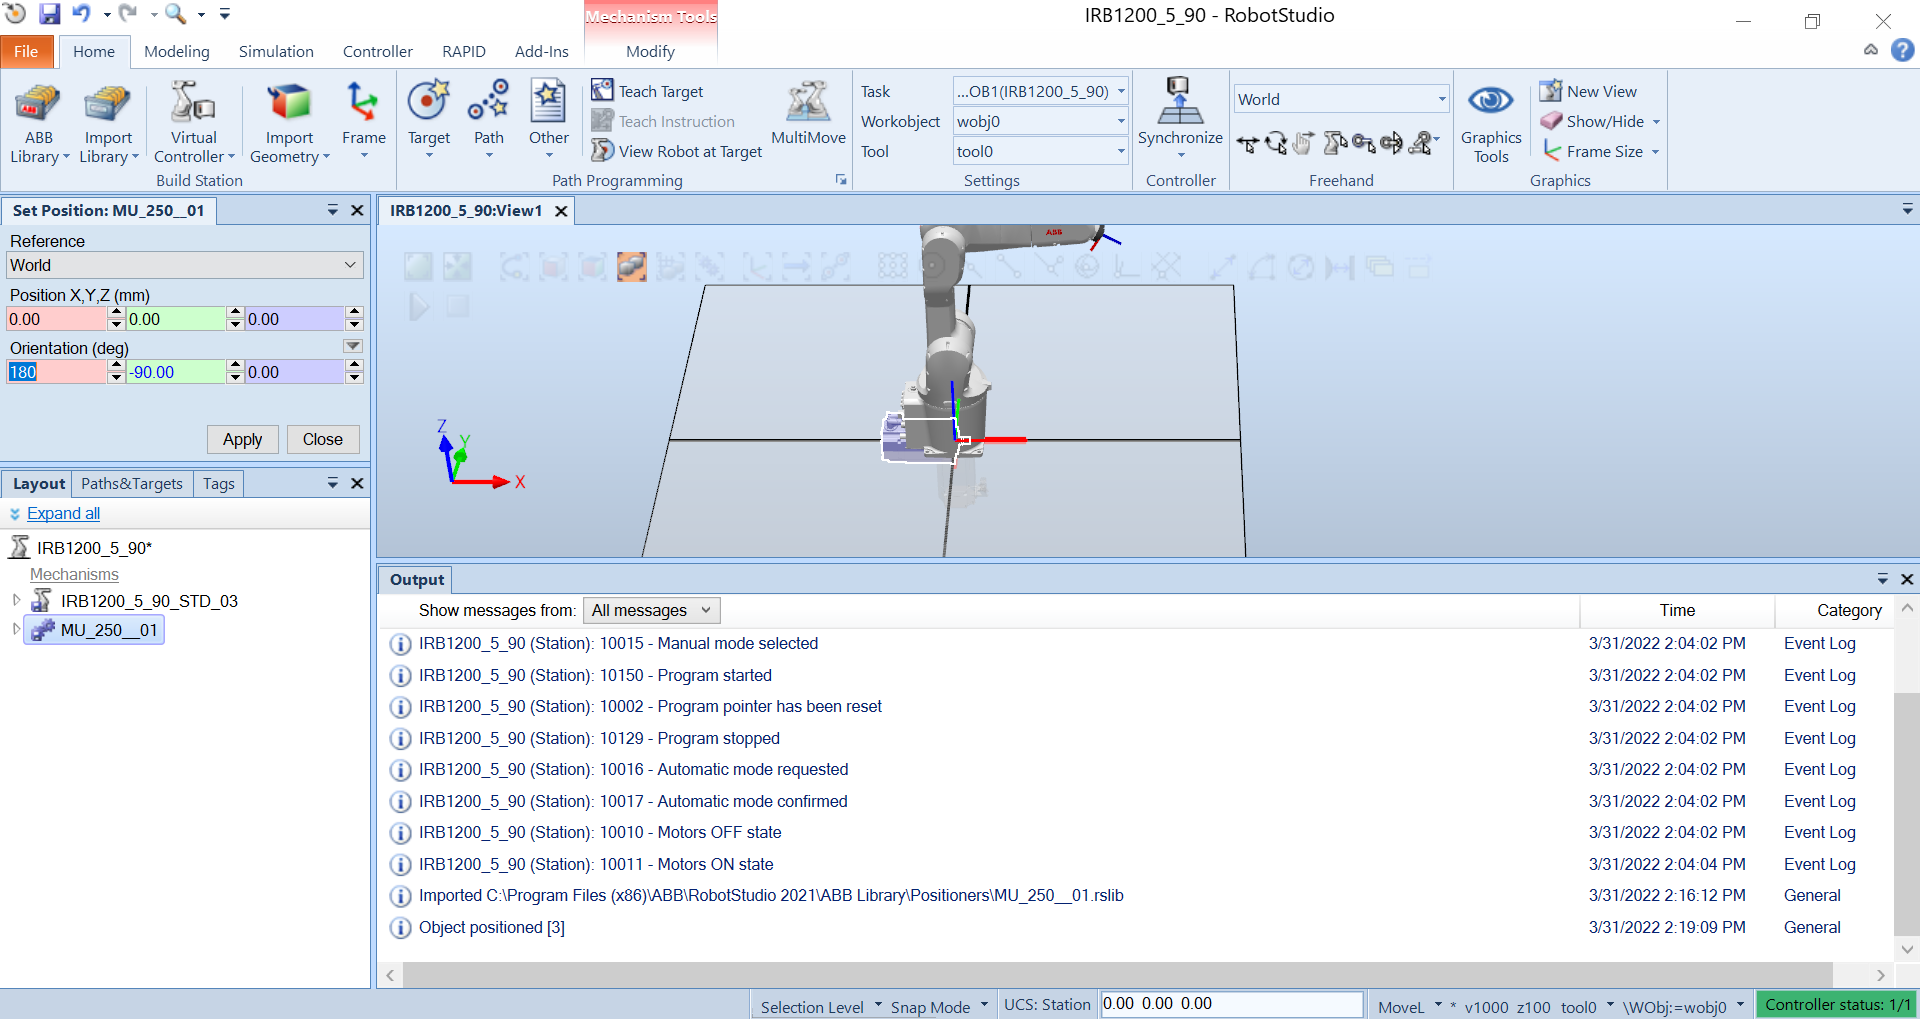 Mechanism Tools
IRB1200_5_90 - RobotStudio
File Home Modeling Simulation Controller RAPID Add-Ins Modify
ABB Library
Import Library
Virtual Controller
Import Geometry
Frame
Build Station
Target
Path
Other
Teach Target
Teach Instruction
View Robot at Target
MultiMove
Path Programming
Task ...OB1(IRB1200_5_90)
Workobject wobj0
Tool tool0
Settings
Synchronize
Controller
World
Freehand
Graphics Tools
New View
Show/Hide
Frame Size
Graphics
Set Position: MU_250__01
Reference
World
Position X,Y,Z (mm)
0.00 0.00 0.00
Orientation (deg)
180 -90.00 0.00
Apply Close
Layout Paths&Targets Tags
Expand all
IRB1200_5_90*
Mechanisms
IRB1200_5_90_STD_03
MU_250__01
IRB1200_5_90:View1
ABB
Z
Y
X
Output
Show messages from: All messages Time Category
IRB1200_5_90 (Station): 10015 - Manual mode selected 3/31/2022 2:04:02 PM Event Log
IRB1200_5_90 (Station): 10150 - Program started 3/31/2022 2:04:02 PM Event Log
IRB1200_5_90 (Station): 10002 - Program pointer has been reset 3/31/2022 2:04:02 PM Event Log
IRB1200_5_90 (Station): 10129 - Program stopped 3/31/2022 2:04:02 PM Event Log
IRB1200_5_90 (Station): 10016 - Automatic mode requested 3/31/2022 2:04:02 PM Event Log
IRB1200_5_90 (Station): 10017 - Automatic mode confirmed 3/31/2022 2:04:02 PM Event Log
IRB1200_5_90 (Station): 10010 - Motors OFF state 3/31/2022 2:04:02 PM Event Log
IRB1200_5_90 (Station): 10011 - Motors ON state 3/31/2022 2:04:04 PM Event Log
Imported C:\Program Files (x86)\ABB\RobotStudio 2021\ABB Library\Positioners\MU_250__01.rslib 3/31/2022 2:16:12 PM General
Object positioned [3] 3/31/2022 2:19:09 PM General
Selection Level Snap Mode UCS: Station 0.00 0.00 0.00 MoveL * v1000 z100 tool0 \WObj:=wobj0 Controller status: 1/1